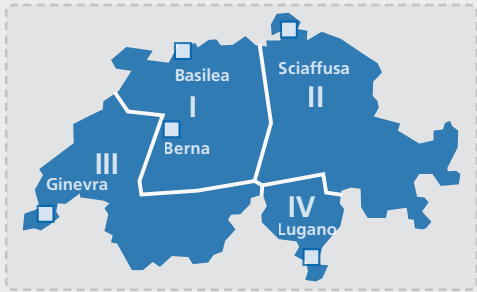 Sciaffusa
Basilea
II
I
Berna
III
Ginevra
IV
Lugano